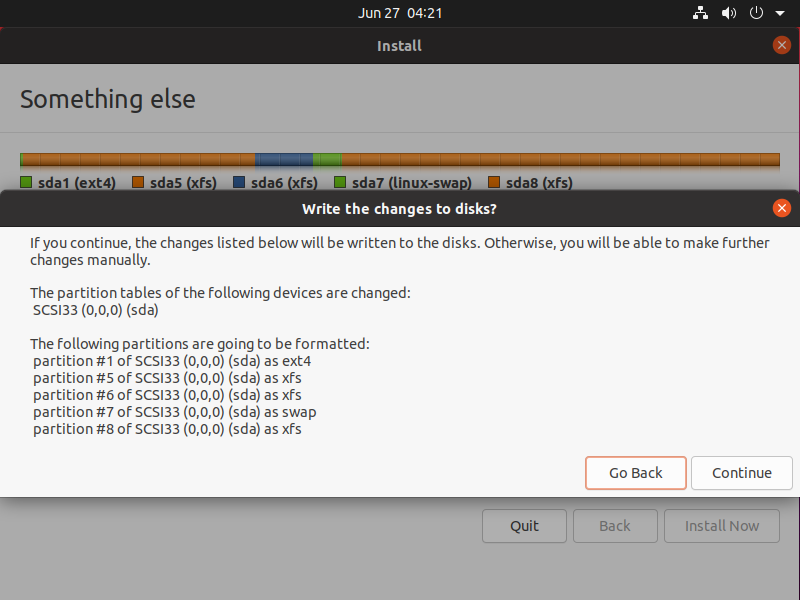 Jun 27 04:21
Install
Something else
sda1 (ext4) sda5 (xfs) sda6 (xfs) sda7 (linux-swap) sda8 (xfs)
Write the changes to disks?
If you continue, the changes listed below will be written to the disks. Otherwise, you will be able to make further
changes manually.
The partition tables of the following devices are changed:
SCSI33 (0,0,0) (sda)
The following partitions are going to be formatted:
partition #1 of SCSI33 (0,0,0) (sda) as ext4
partition #5 of SCSI33 (0,0,0) (sda) as xfs
partition #6 of SCSI33 (0,0,0) (sda) as xfs
partition #7 of SCSI33 (0,0,0) (sda) as swap
partition #8 of SCSI33 (0,0,0) (sda) as xfs
Go Back Continue
Quit Back Install Now